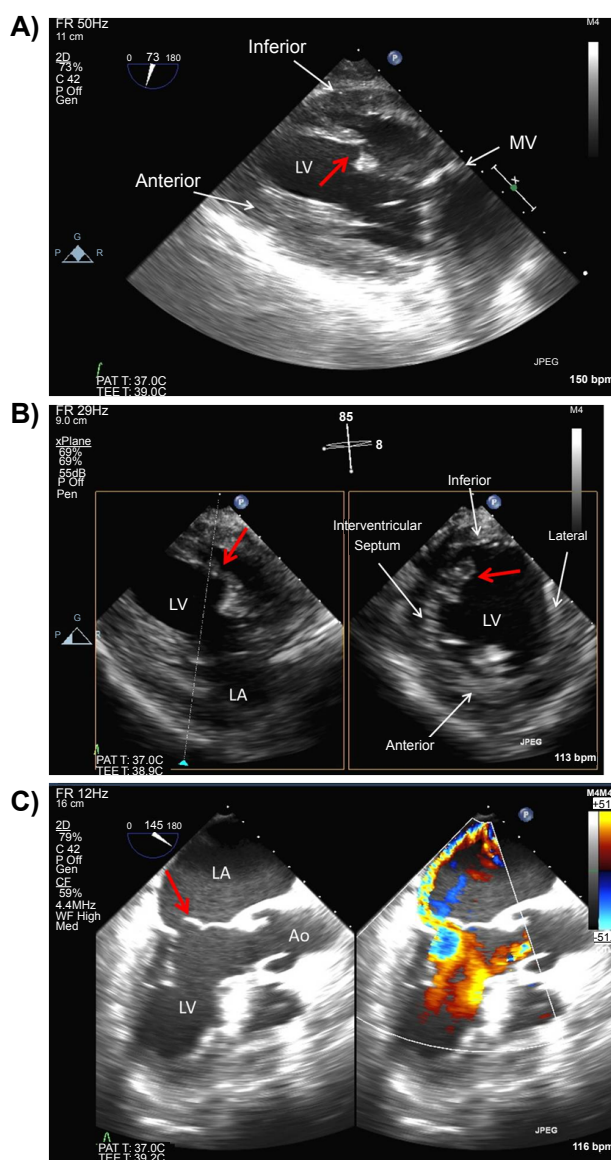 A)
FR 50Hz
11 cm
2D
73%
C 42
P Off
Gen
0 73 180
P
M4
Inferior
MV
LV
Anterior
G
P R
JPEG
PAT T: 37.0C
TEE T: 39.0C
150 bpm
B)
FR 29Hz
9.0 cm
xPlane
69%
69%
55dB
P Off
Pen
85
8
M4
P
P
Inferior
Interventricular
Septum
Lateral
LV
LV
G
P R
LA
Anterior
JPEG
PAT T: 37.0C
TEE T: 38.9C
113 bpm
C)
FR 12Hz
16 cm
2D
79%
C 42
P Off
Gen
CF
59%
4.4MHz
WF High
Med
0 145 180
P
M4 M4
+51
-51
LA
Ao
LV
JPEG
PAT T: 37.0C
TEE T: 39.2C
116 bpm